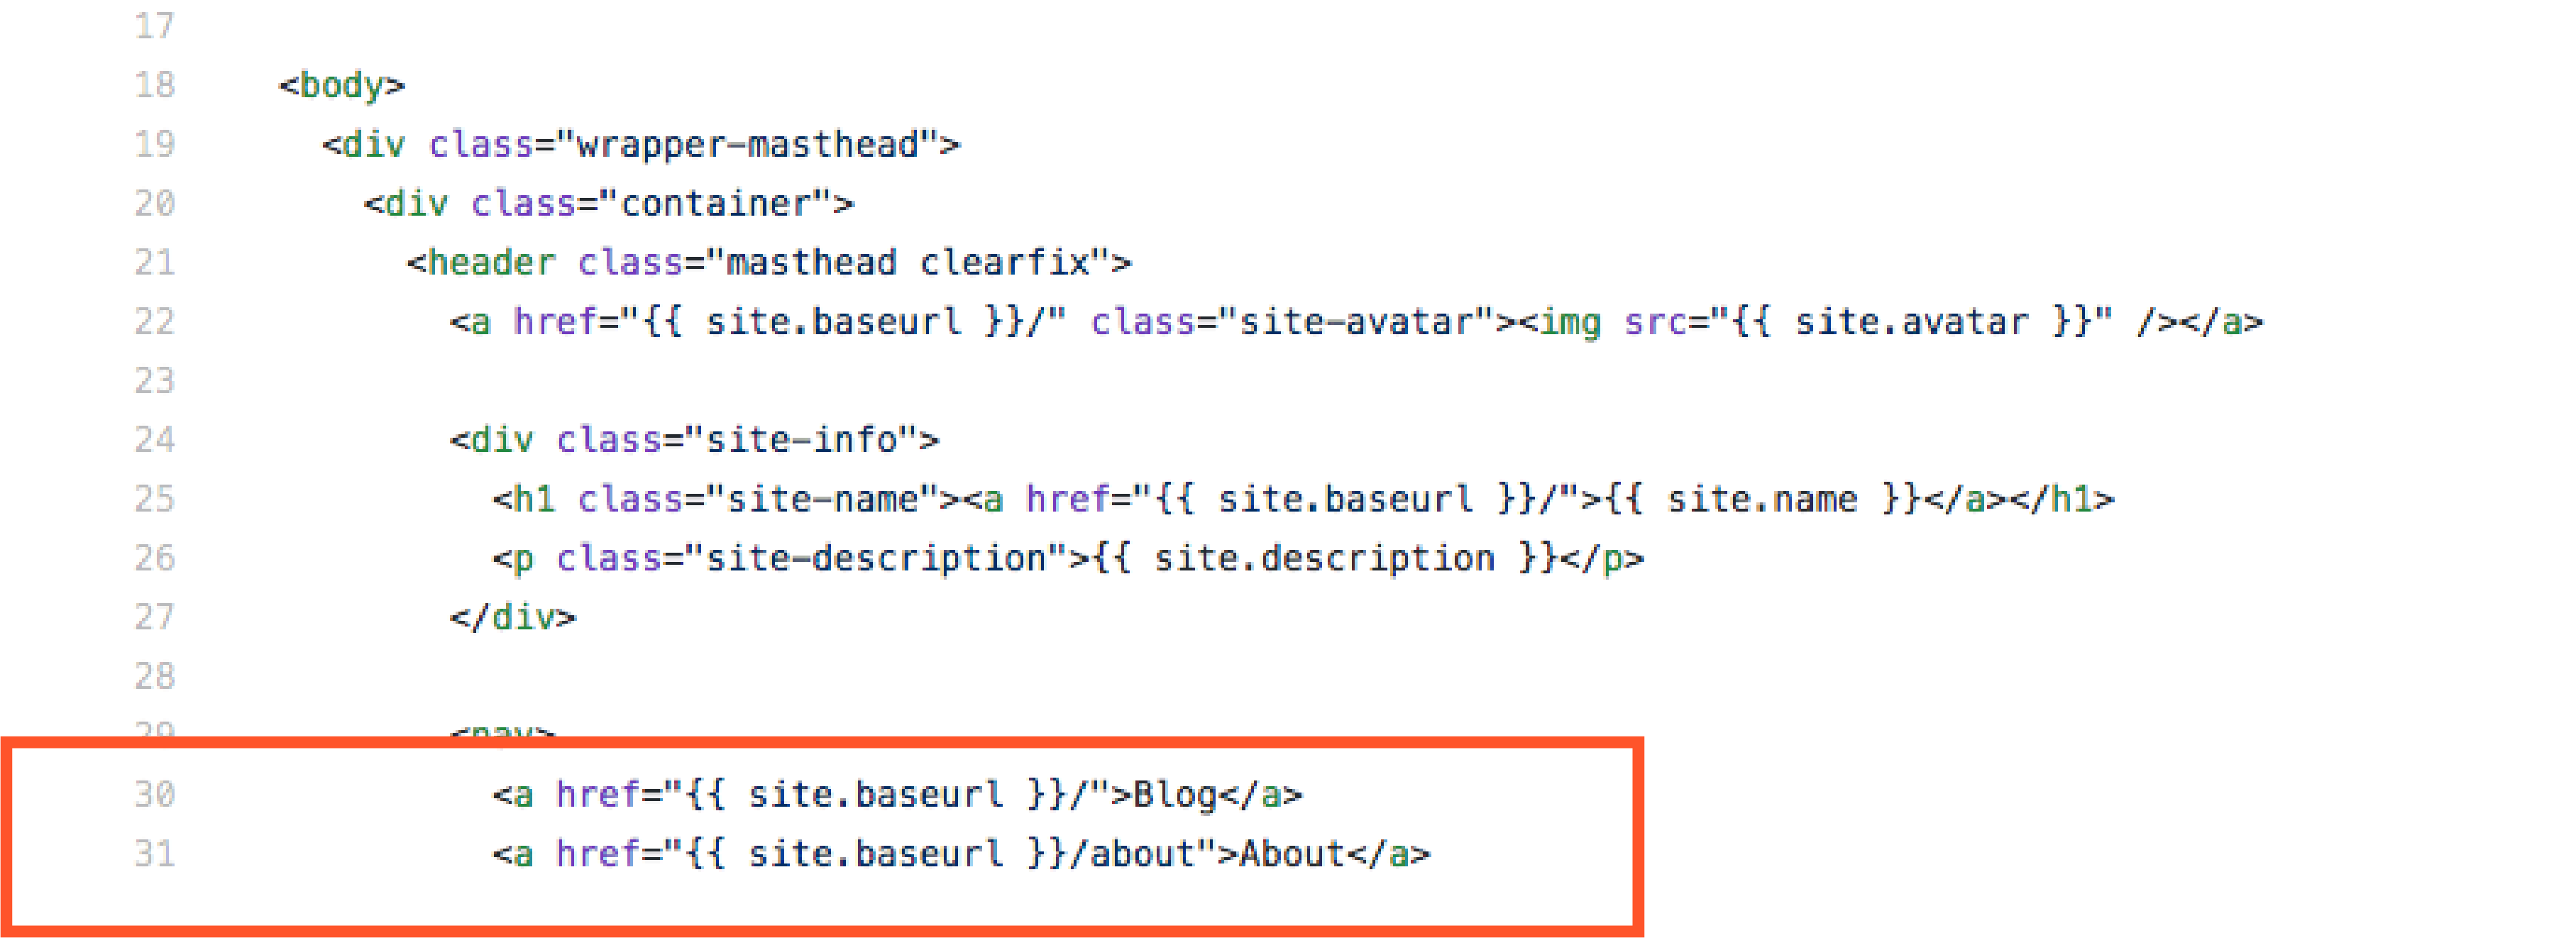 17
18 <body>
19 <div class="wrapper-masthead">
20 <div class="container">
21 <header class="masthead clearfix">
22 <a href="{{ site.baseurl }}/" class="site-avatar"><img src="{{ site.avatar }}" /></a>
23
24 <div class="site-info">
25 <h1 class="site-name"><a href="{{ site.baseurl }}/">{{ site.name }}</a></h1>
26 <p class="site-description">{{ site.description }}</p>
27 </div>
28
29 <nav>
30 <a href="{{ site.baseurl }}/">Blog</a>
31 <a href="{{ site.baseurl }}/about">About</a>